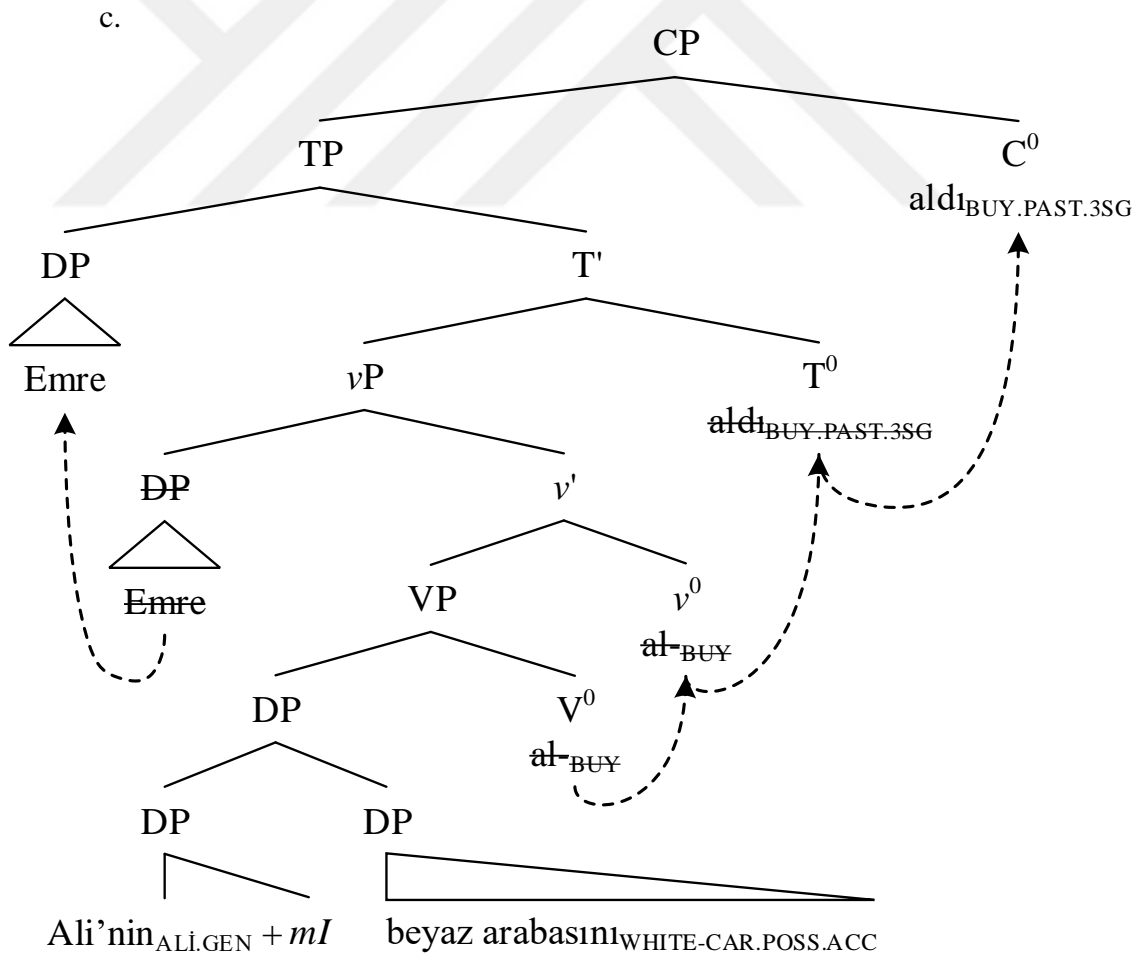 c.
CP
TP C⁰
aldıBUY.PAST.3SG
DP T'
Emre vP T⁰
aldıBUY.PAST.3SG
DP v'
Emre VP v⁰
al-BUY
DP V⁰
al-BUY
DP DP
Ali’ninALİ.GEN + mI beyaz arabasınıWHITE-CAR.POSS.ACC